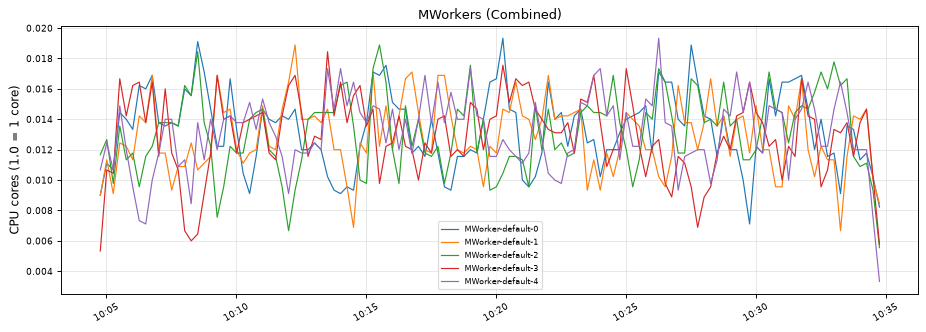 MWorkers (Combined)
CPU cores (1.0 = 1 core)
0.020
0.018
0.016
0.014
0.012
0.010
0.008
0.006
0.004
MWorker-default-0
MWorker-default-1
MWorker-default-2
MWorker-default-3
MWorker-default-4
10:05
10:10
10:15
10:20
10:25
10:30
10:35